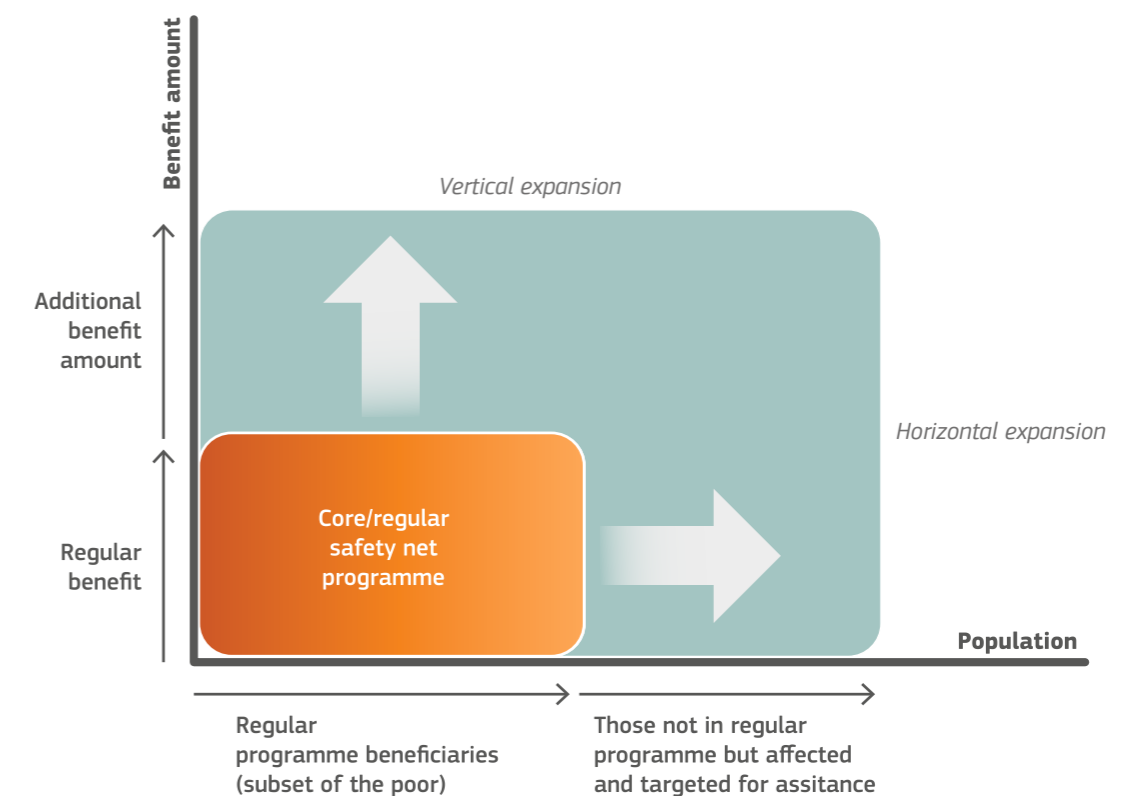 Benefit amount
Vertical expansion
Additional
benefit
amount
Horizontal expansion
Core/regular
safety net
programme
Regular
benefit
Population
Regular
programme beneficiaries
(subset of the poor)
Those not in regular
programme but affected
and targeted for assitance